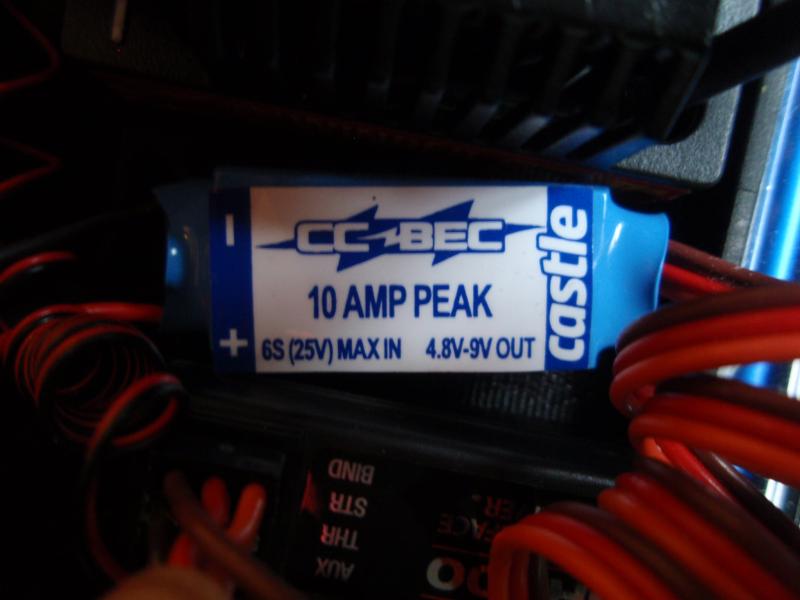 CC BEC
10 AMP PEAK
6S (25V) MAX IN 4.8V-9V OUT
castle
− 
+
BIND
STR
THR
AUX